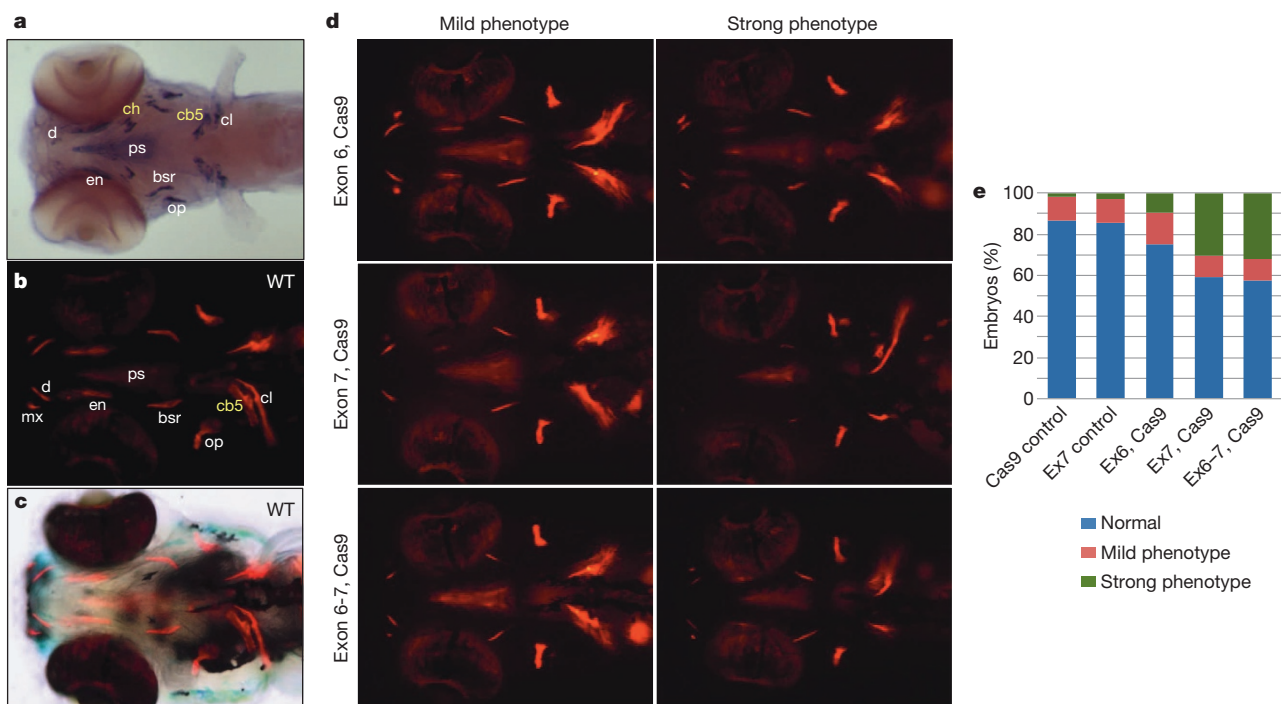 a
ch
cb5
cl
d
ps
en
bsr
op
b
WT
d
ps
mx
en
bsr
cb5
cl
op
c
WT
d
Mild phenotype
Strong phenotype
Exon 6, Cas9
Exon 7, Cas9
Exon 6-7, Cas9
e
Embryos (%)
100
80
60
40
20
0
Cas9 control
Ex7 control
Ex6, Cas9
Ex7, Cas9
Ex6–7, Cas9
Normal
Mild phenotype
Strong phenotype